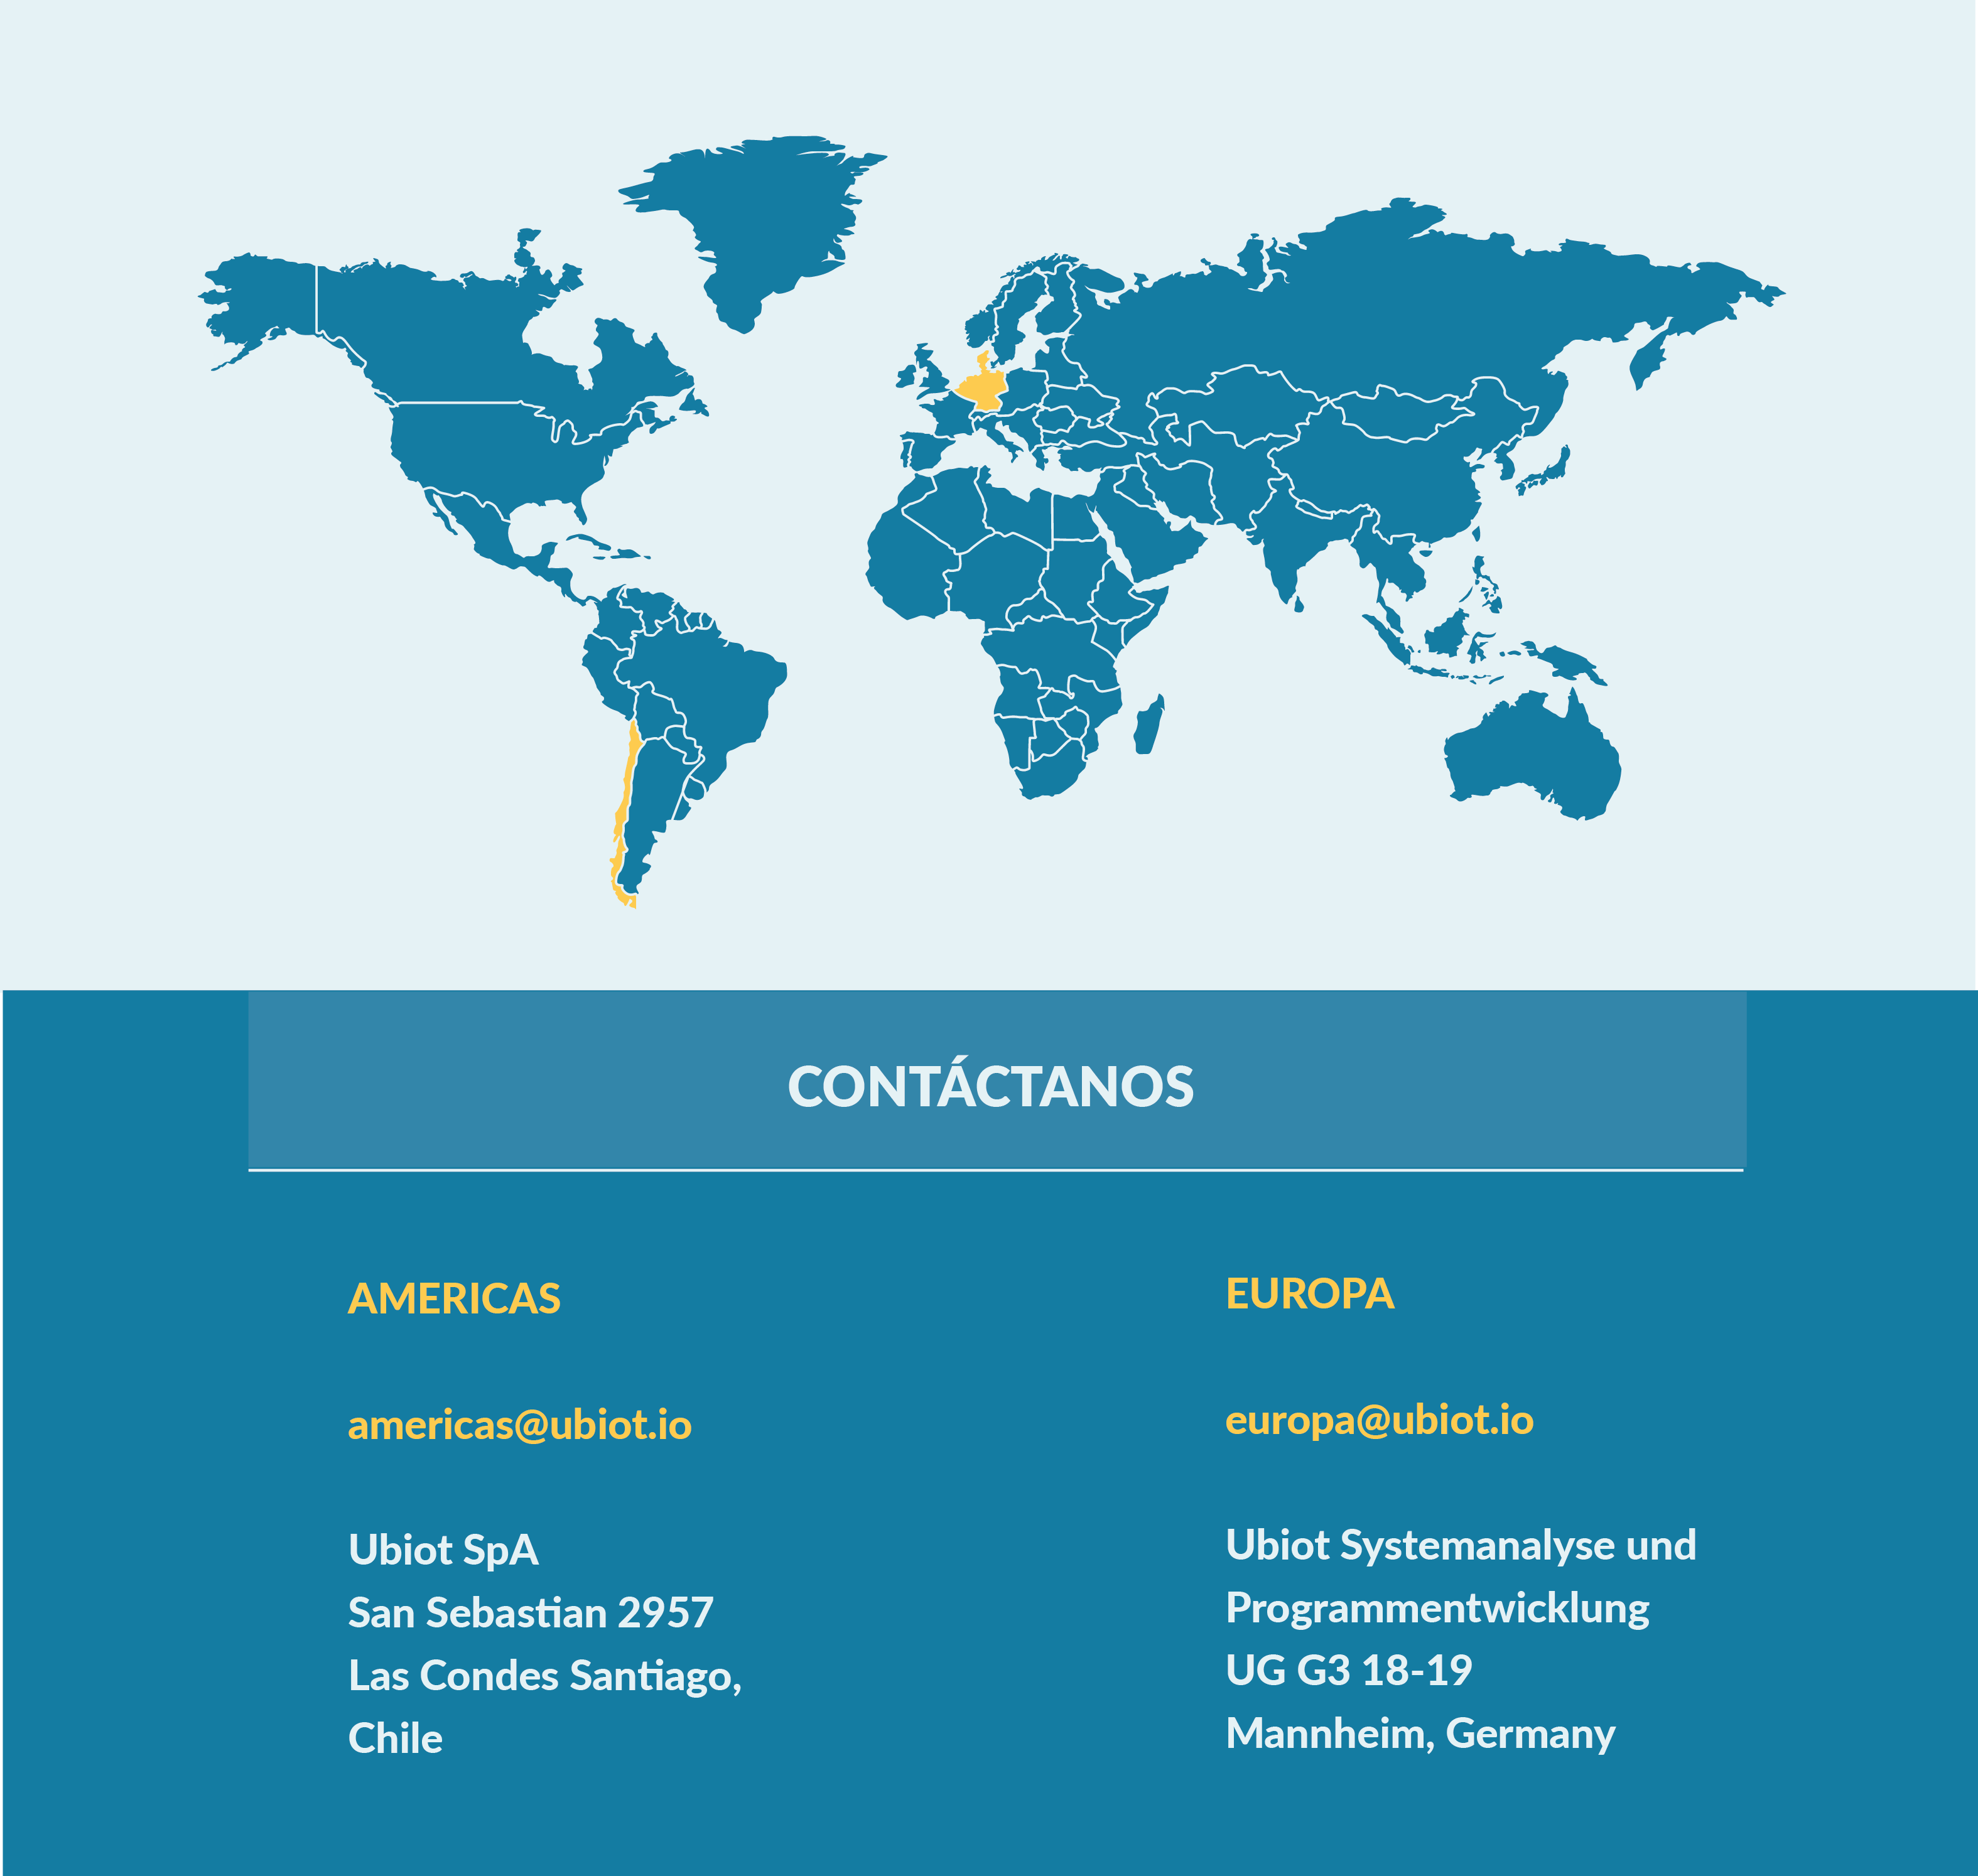 CONTÁCTANOS
AMERICAS
americas@ubiot.io
Ubiot SpA
San Sebastian 2957
Las Condes Santiago,
Chile
EUROPA
europa@ubiot.io
Ubiot Systemanalyse und
Programmentwicklung
UG G3 18-19
Mannheim, Germany